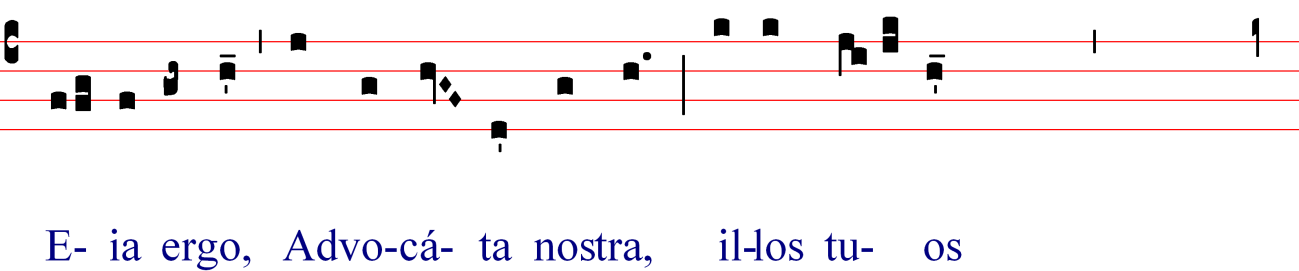 E- ia ergo, Advo-cá- ta nostra, il-los tu- os